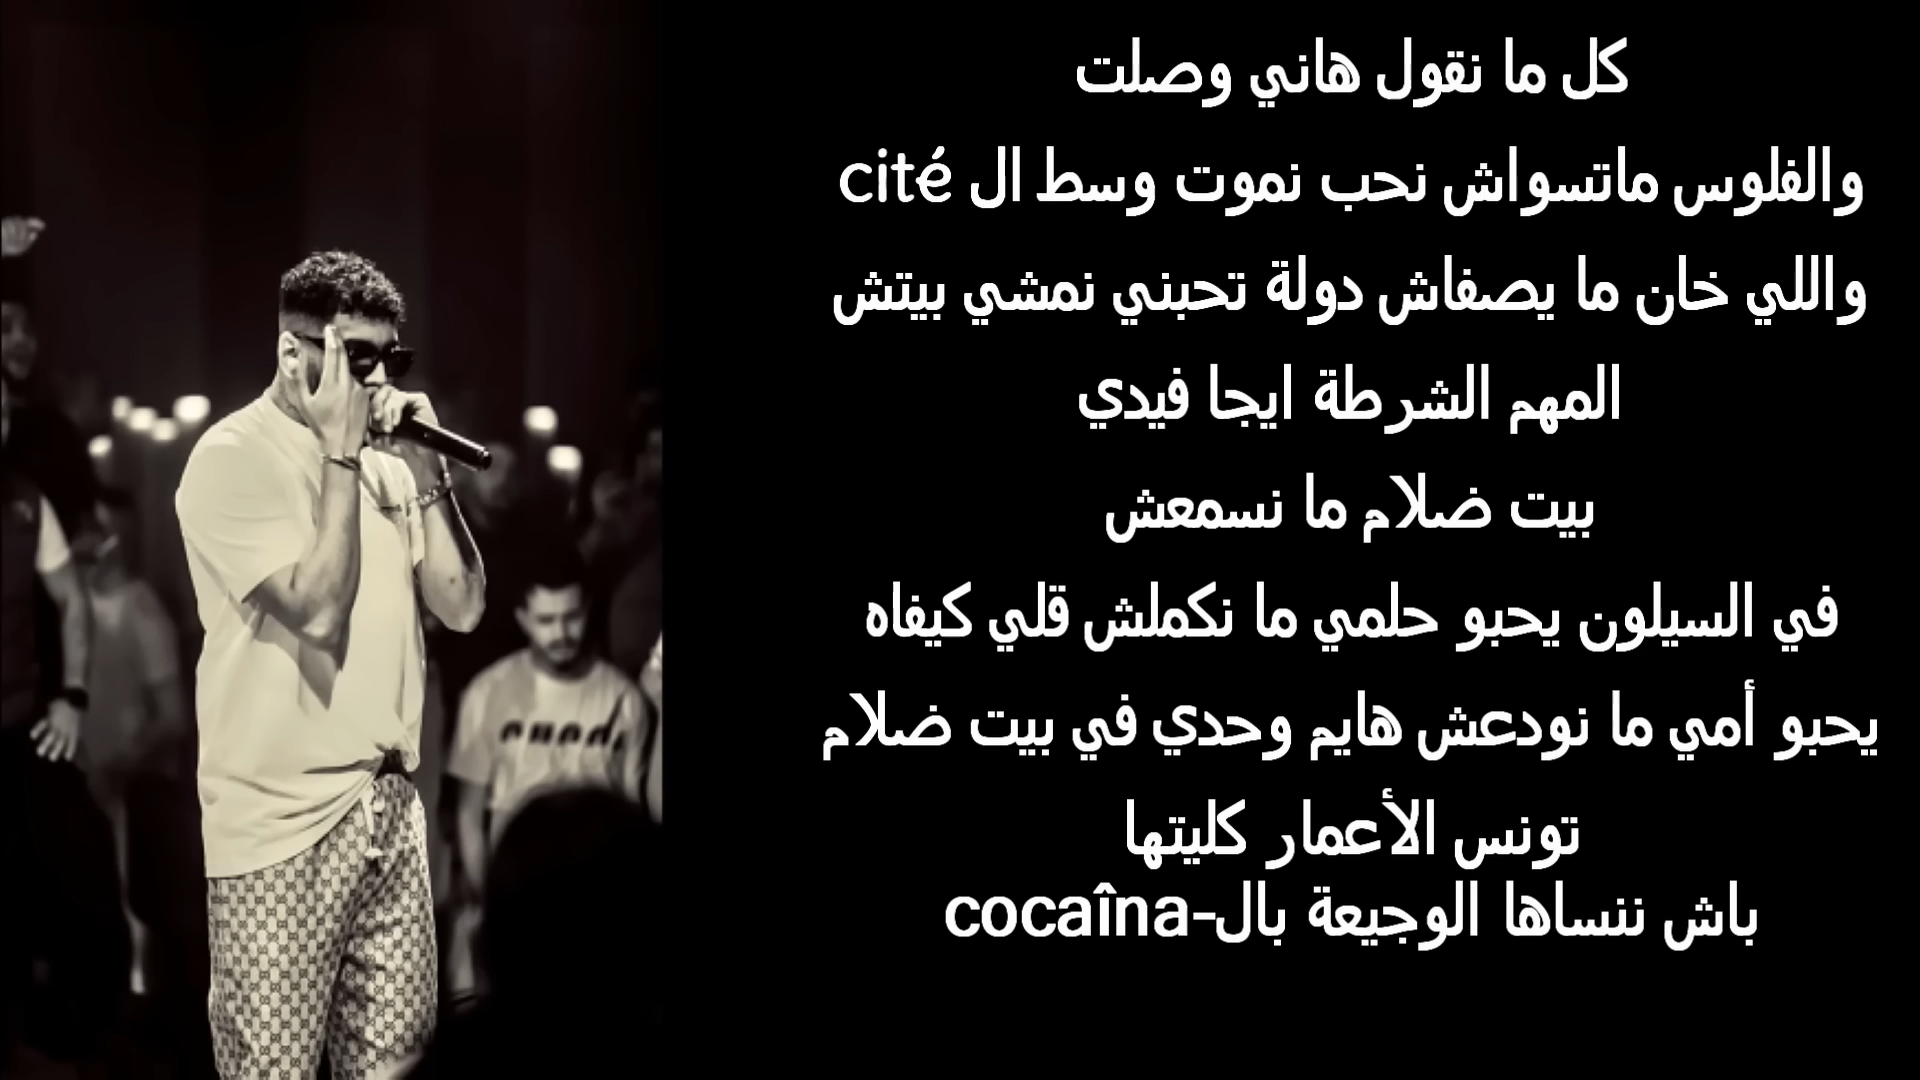 كل ما نقول هاني وصلت
والفلوس ماتسواش نحب نموت وسط ال cité
واللي خان ما يصفاش دولة تحبني نمشي بيتش
المهم الشرطة ايجا فيدي
بيت ضلام ما نسمعش
في السيلون يحبو حلمي ما نكملش قلي كيفاه
يحبو أمي ما نودعش هايم وحدي في بيت ضلام
تونس الأعمار كليتها
باش ننساها الوجيعة بال-cocaîna